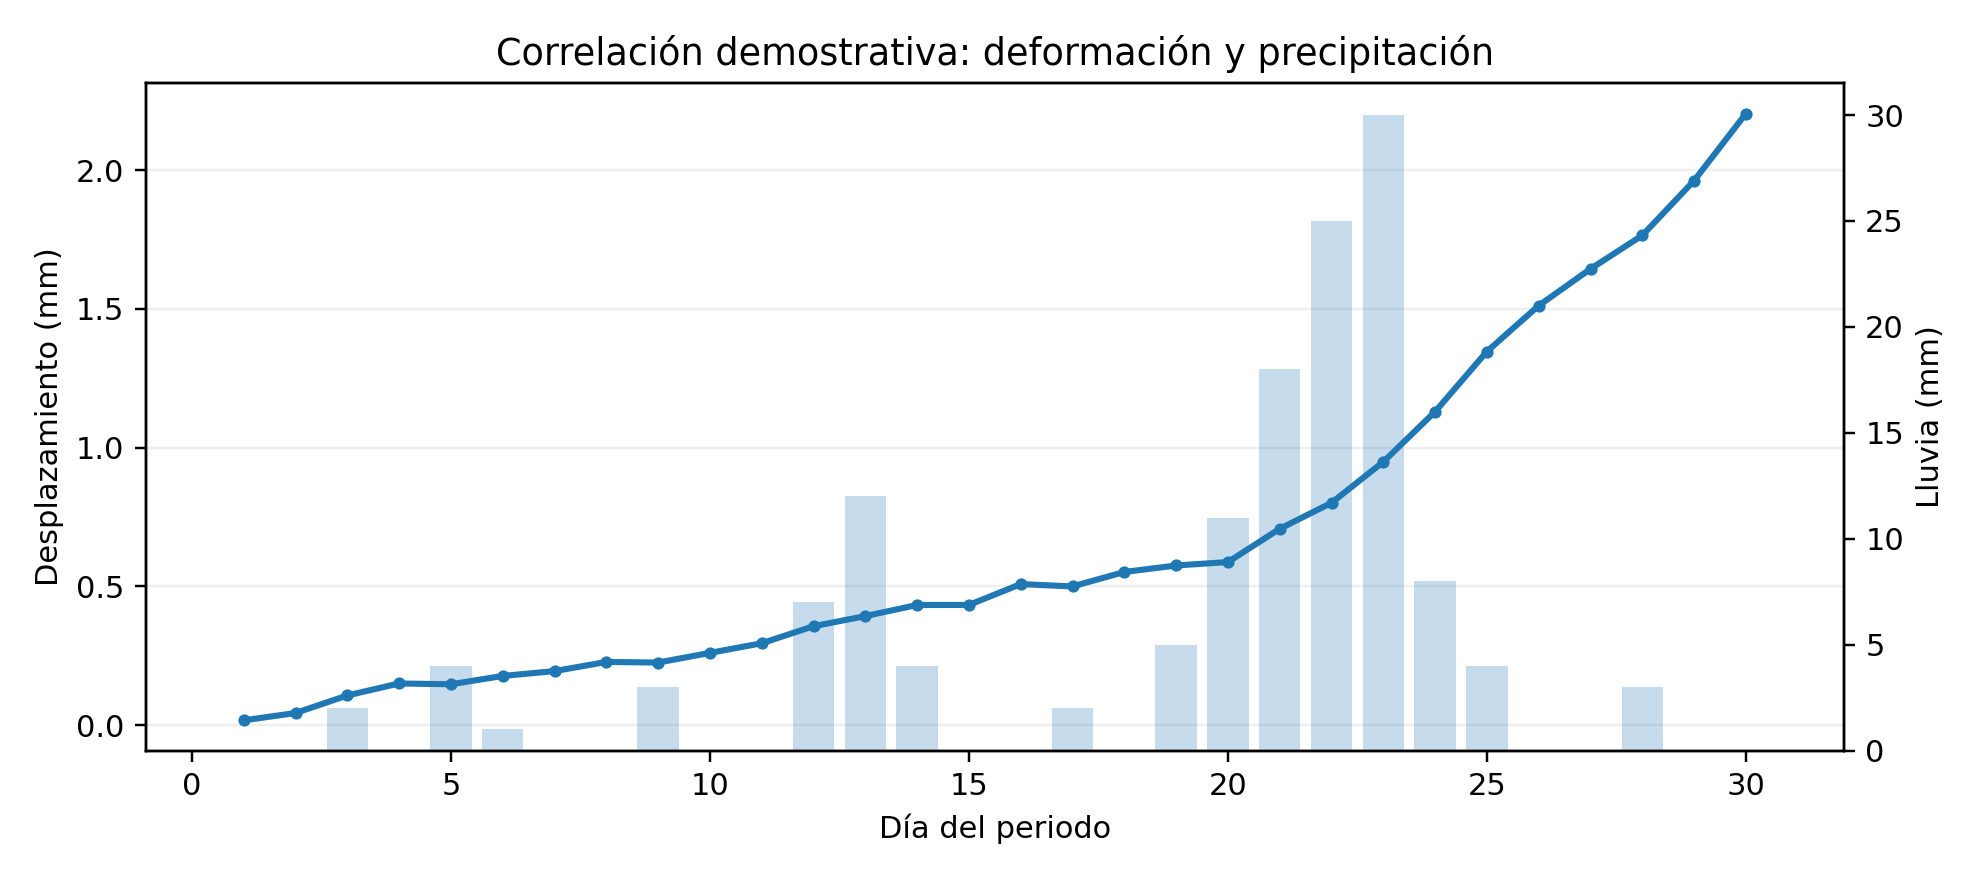 Correlación demostrativa: deformación y precipitación
Desplazamiento (mm)
2.0
1.5
1.0
0.5
0.0
30
25
20
15
10
5
0
Lluvia (mm)
0 5 10 15 20 25 30
Día del periodo